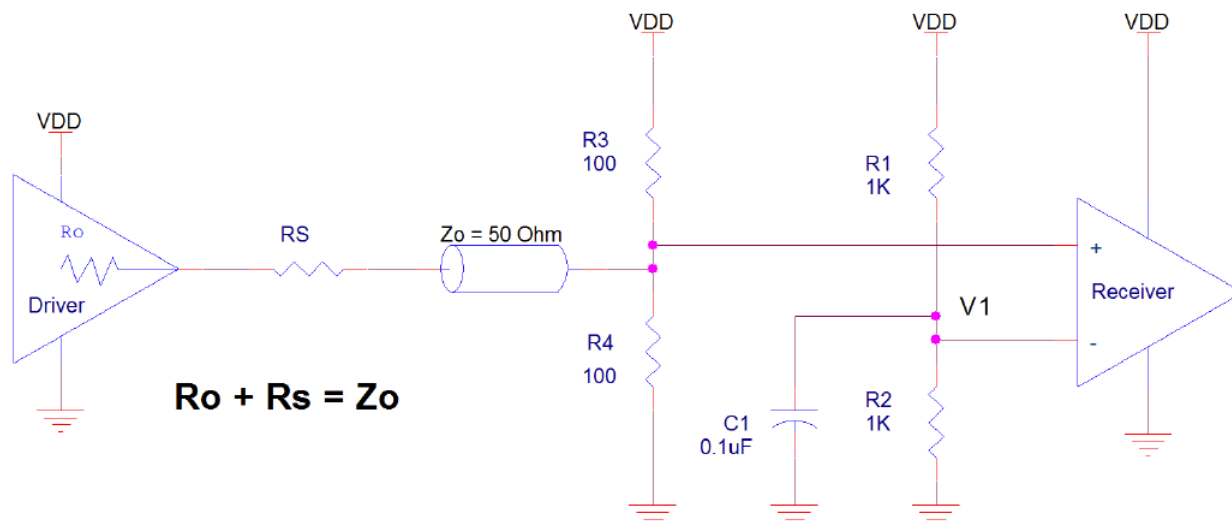 VDD
VDD
VDD
VDD
Ro
Driver
RS
Zo = 50 Ohm
R3
100
R1
1K
+
Receiver
-
V1
R4
100
Ro + Rs = Zo
C1
0.1uF
R2
1K